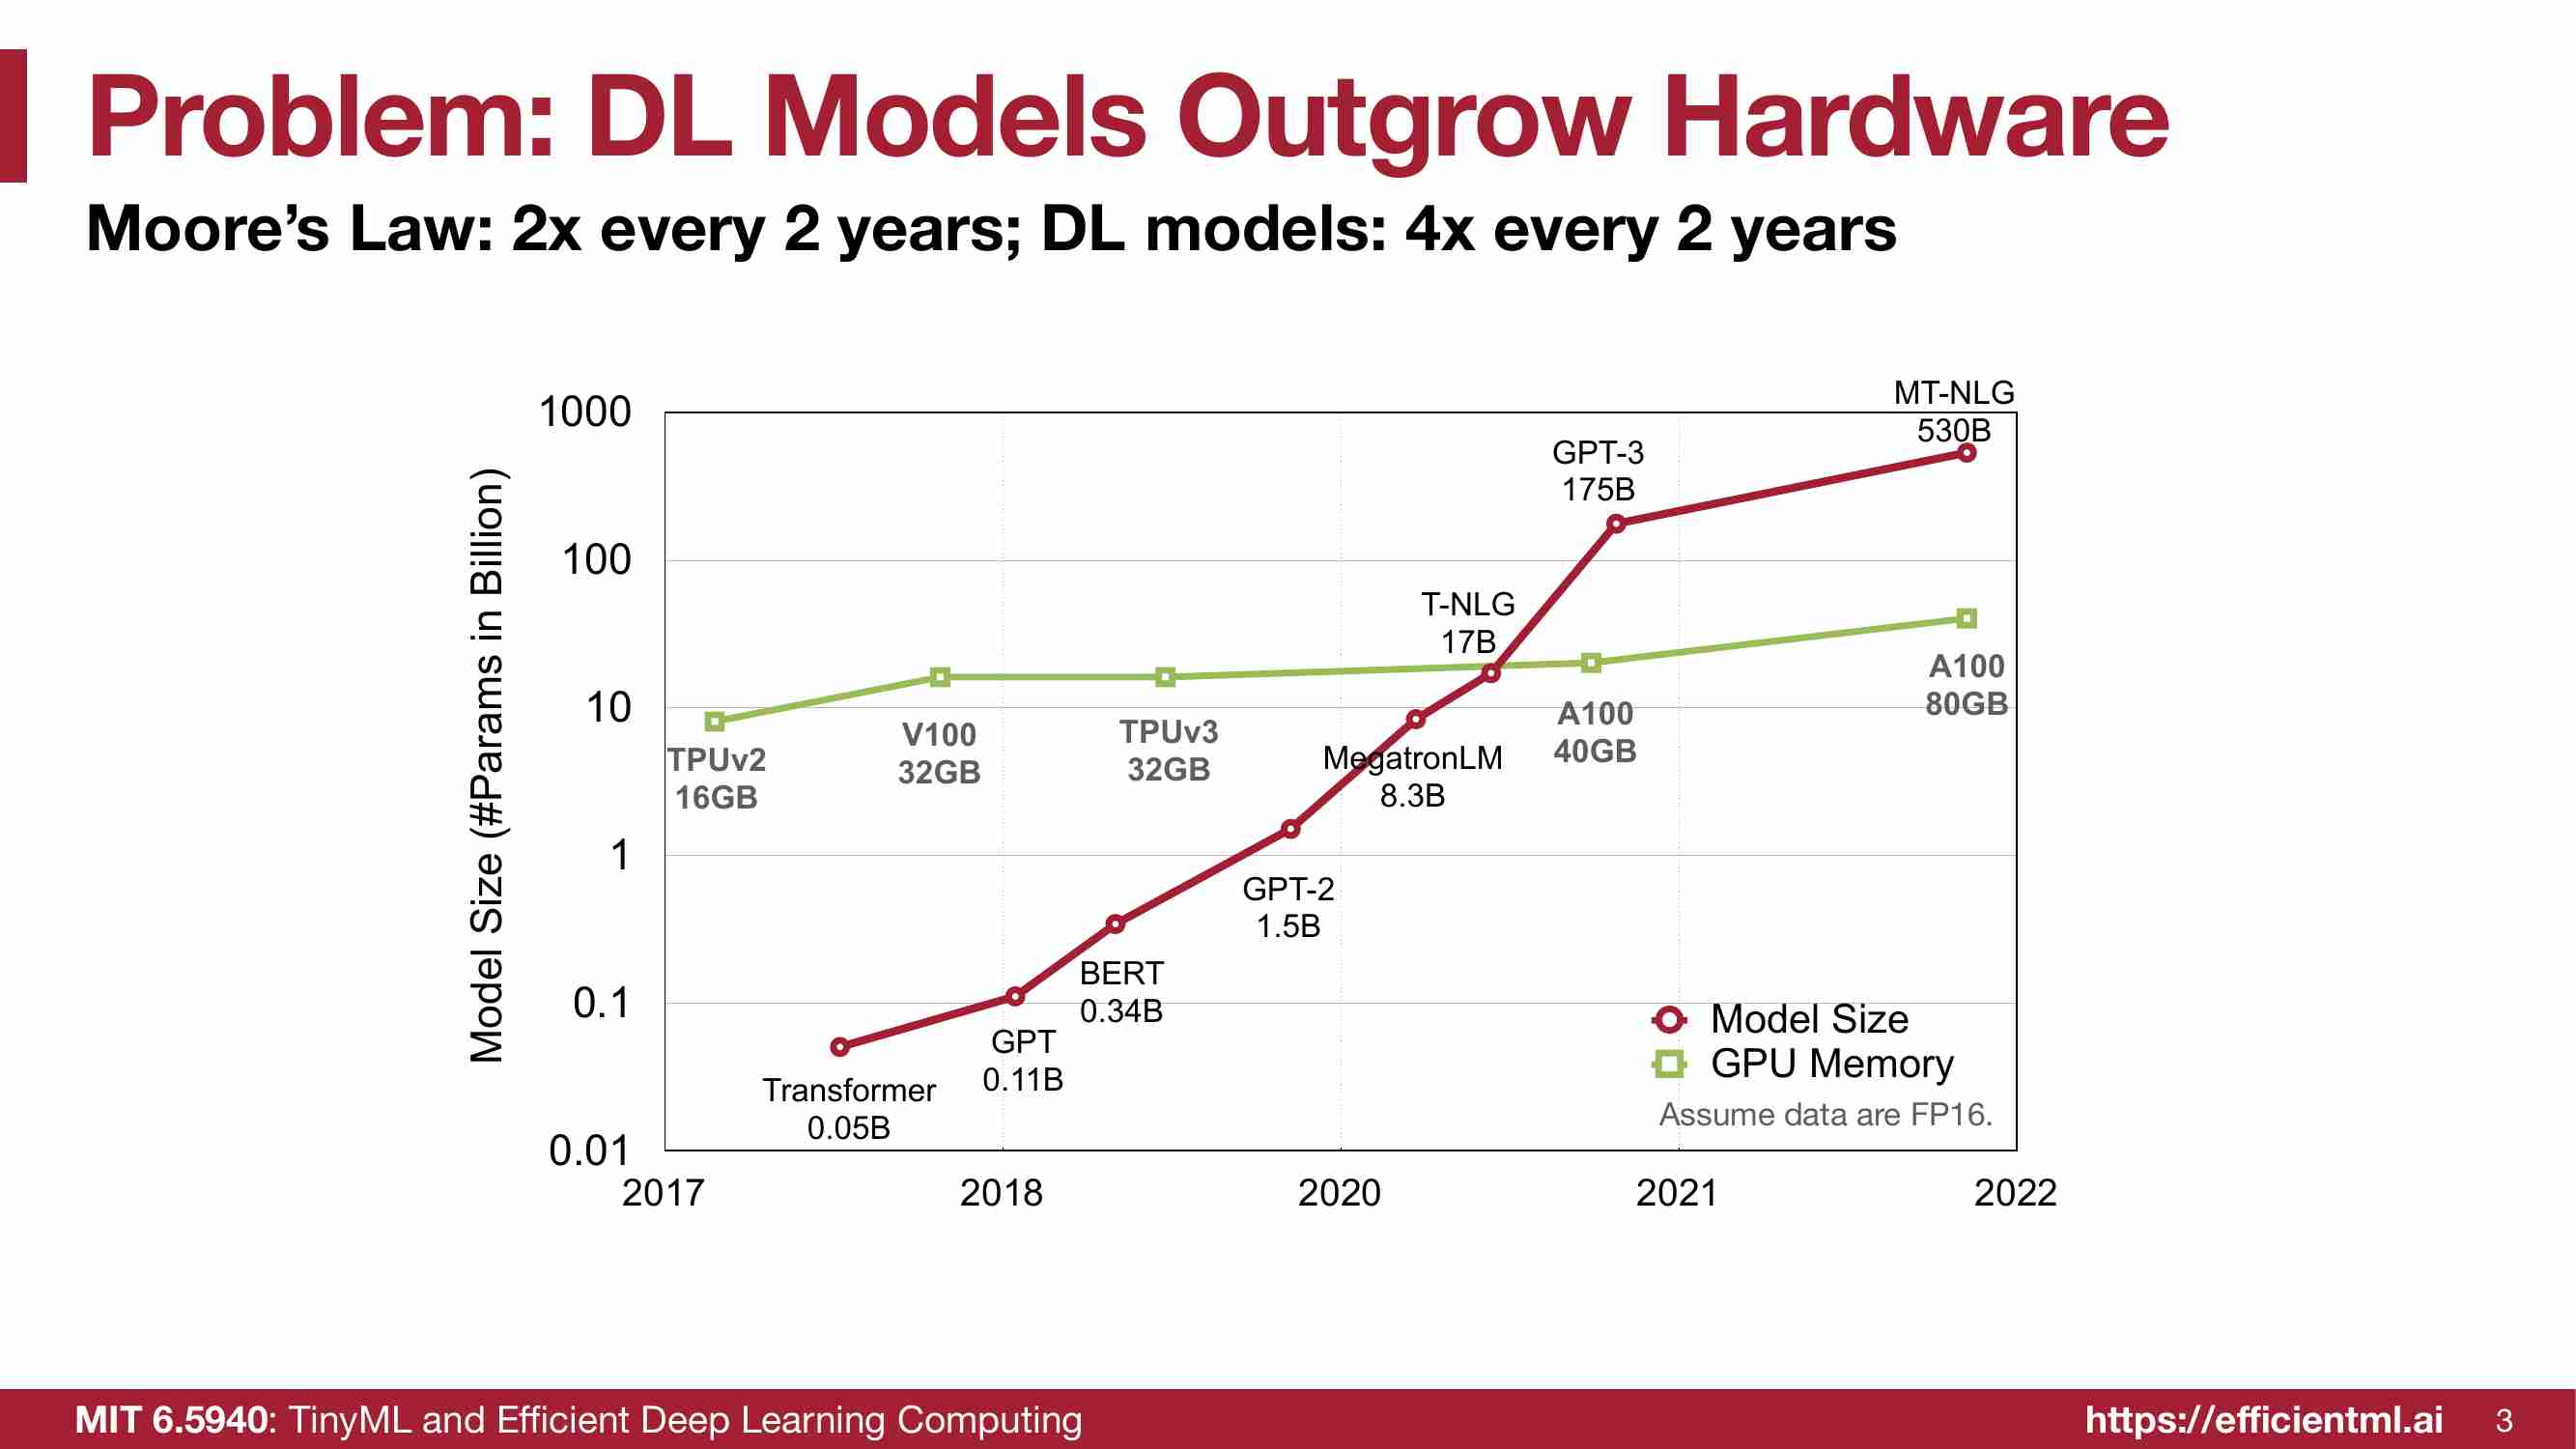 Problem: DL Models Outgrow Hardware
Moore’s Law: 2x every 2 years; DL models: 4x every 2 years
Model Size (#Params in Billion)
1000
100
10
1
0.1
0.01
2017
2018
2020
2021
2022
MT-NLG
530B
GPT-3
175B
T-NLG
17B
MegatronLM
8.3B
GPT-2
1.5B
BERT
0.34B
GPT
0.11B
Transformer
0.05B
TPUv2
16GB
V100
32GB
TPUv3
32GB
A100
40GB
A100
80GB
Model Size
GPU Memory
Assume data are FP16.
MIT 6.5940: TinyML and Efficient Deep Learning Computing
https://efficientml.ai
3